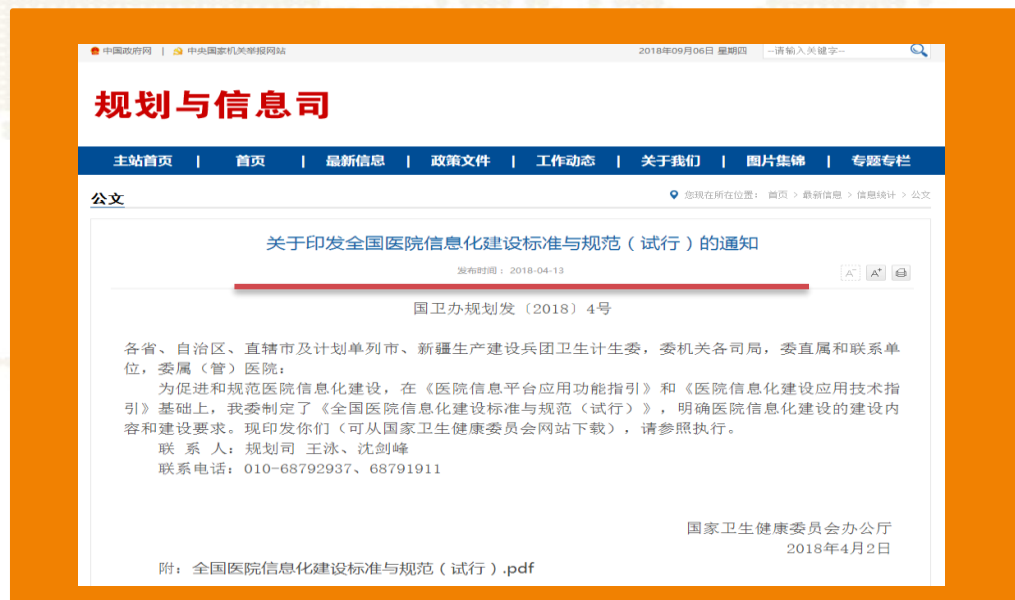 中国政府网 | 中央国家机关举报网站 2018年09月06日 星期四 --请输入关键字--
规划与信息司
主站首页 | 首页 | 最新信息 | 政策文件 | 工作动态 | 关于我们 | 图片集锦 | 专题专栏
公文 您现在所在位置： 首页 > 最新信息 > 信息统计 > 公文
关于印发全国医院信息化建设标准与规范（试行）的通知
发布时间： 2018-04-13 A- A+
国卫办规划发〔2018〕4号
各省、自治区、直辖市及计划单列市、新疆生产建设兵团卫生计生委，委机关各司局，委直属和联系单
位，委属（管）医院：
为促进和规范医院信息化建设，在《医院信息平台应用功能指引》和《医院信息化建设应用技术指
引》基础上，我委制定了《全国医院信息化建设标准与规范（试行）》，明确医院信息化建设的建设内
容和建设要求。现印发你们（可从国家卫生健康委员会网站下载），请参照执行。
联 系 人：规划司 王泳、沈剑峰
联系电话：010-68792937、68791911
国家卫生健康委员会办公厅
2018年4月2日
附：全国医院信息化建设标准与规范（试行）.pdf